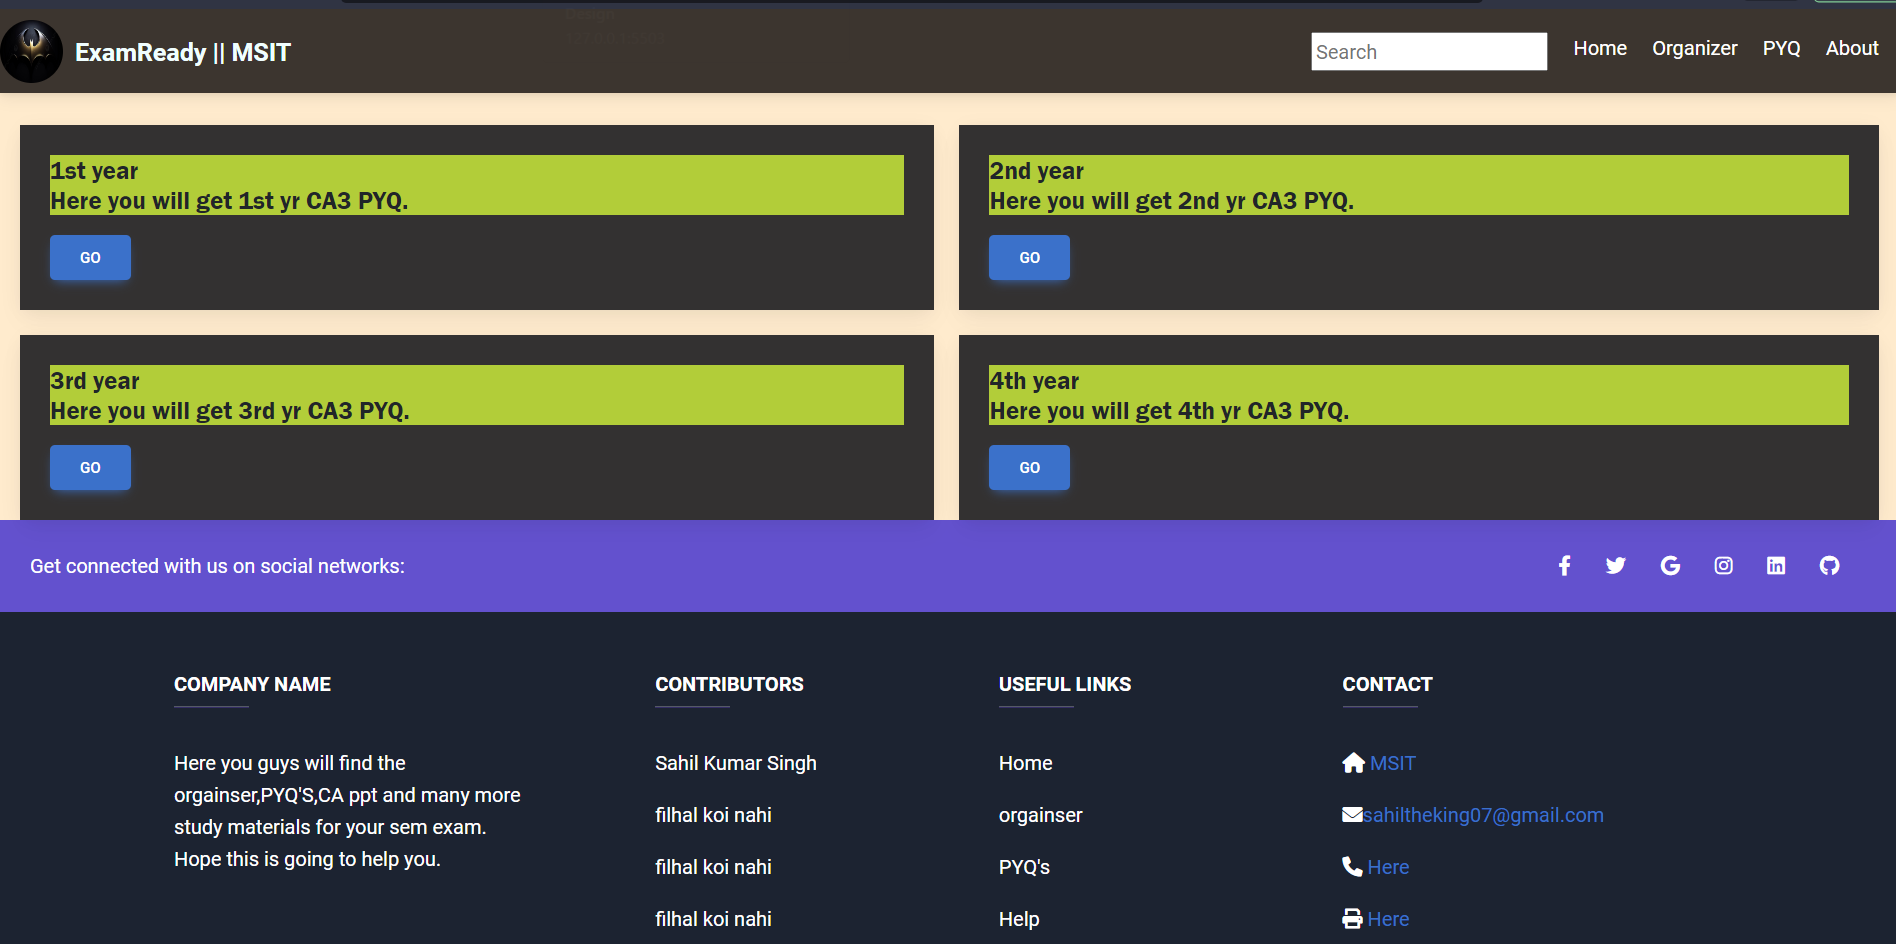 ExamReady || MSIT
Search
Home
Organizer
PYQ
About
1st year
Here you will get 1st yr CA3 PYQ.
GO
2nd year
Here you will get 2nd yr CA3 PYQ.
GO
3rd year
Here you will get 3rd yr CA3 PYQ.
GO
4th year
Here you will get 4th yr CA3 PYQ.
GO
Get connected with us on social networks:
COMPANY NAME
Here you guys will find the
orgainser,PYQ'S,CA ppt and many more
study materials for your sem exam.
Hope this is going to help you.
CONTRIBUTORS
Sahil Kumar Singh
filhal koi nahi
filhal koi nahi
filhal koi nahi
USEFUL LINKS
Home
orgainser
PYQ's
Help
CONTACT
MSIT
sahiltheking07@gmail.com
Here
Here